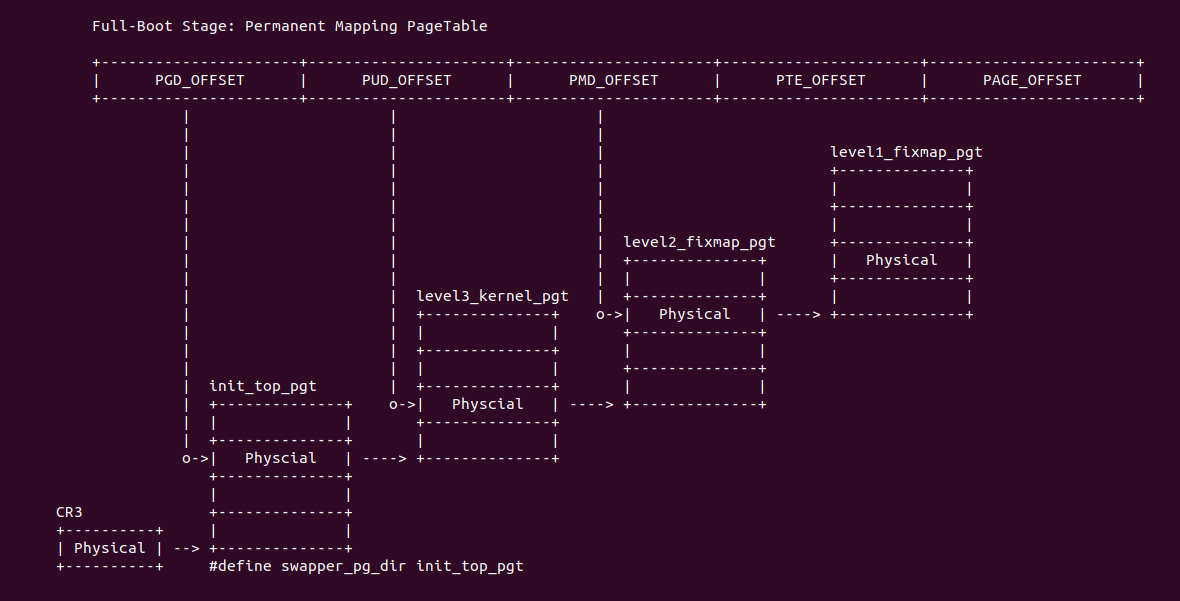 Full-Boot Stage: Permanent Mapping PageTable
PGD_OFFSET PUD_OFFSET PMD_OFFSET PTE_OFFSET PAGE_OFFSET
level1_fixmap_pgt
level2_fixmap_pgt
Physical
level3_kernel_pgt
Physical
init_top_pgt
Physcial
Physcial
CR3
Physical
#define swapper_pg_dir init_top_pgt